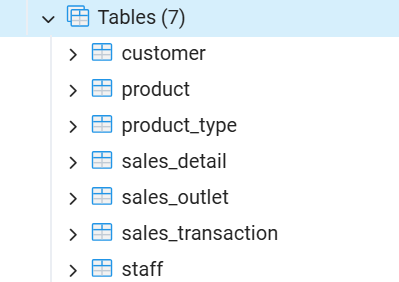 Tables (7)
customer
product
product_type
sales_detail
sales_outlet
sales_transaction
staff